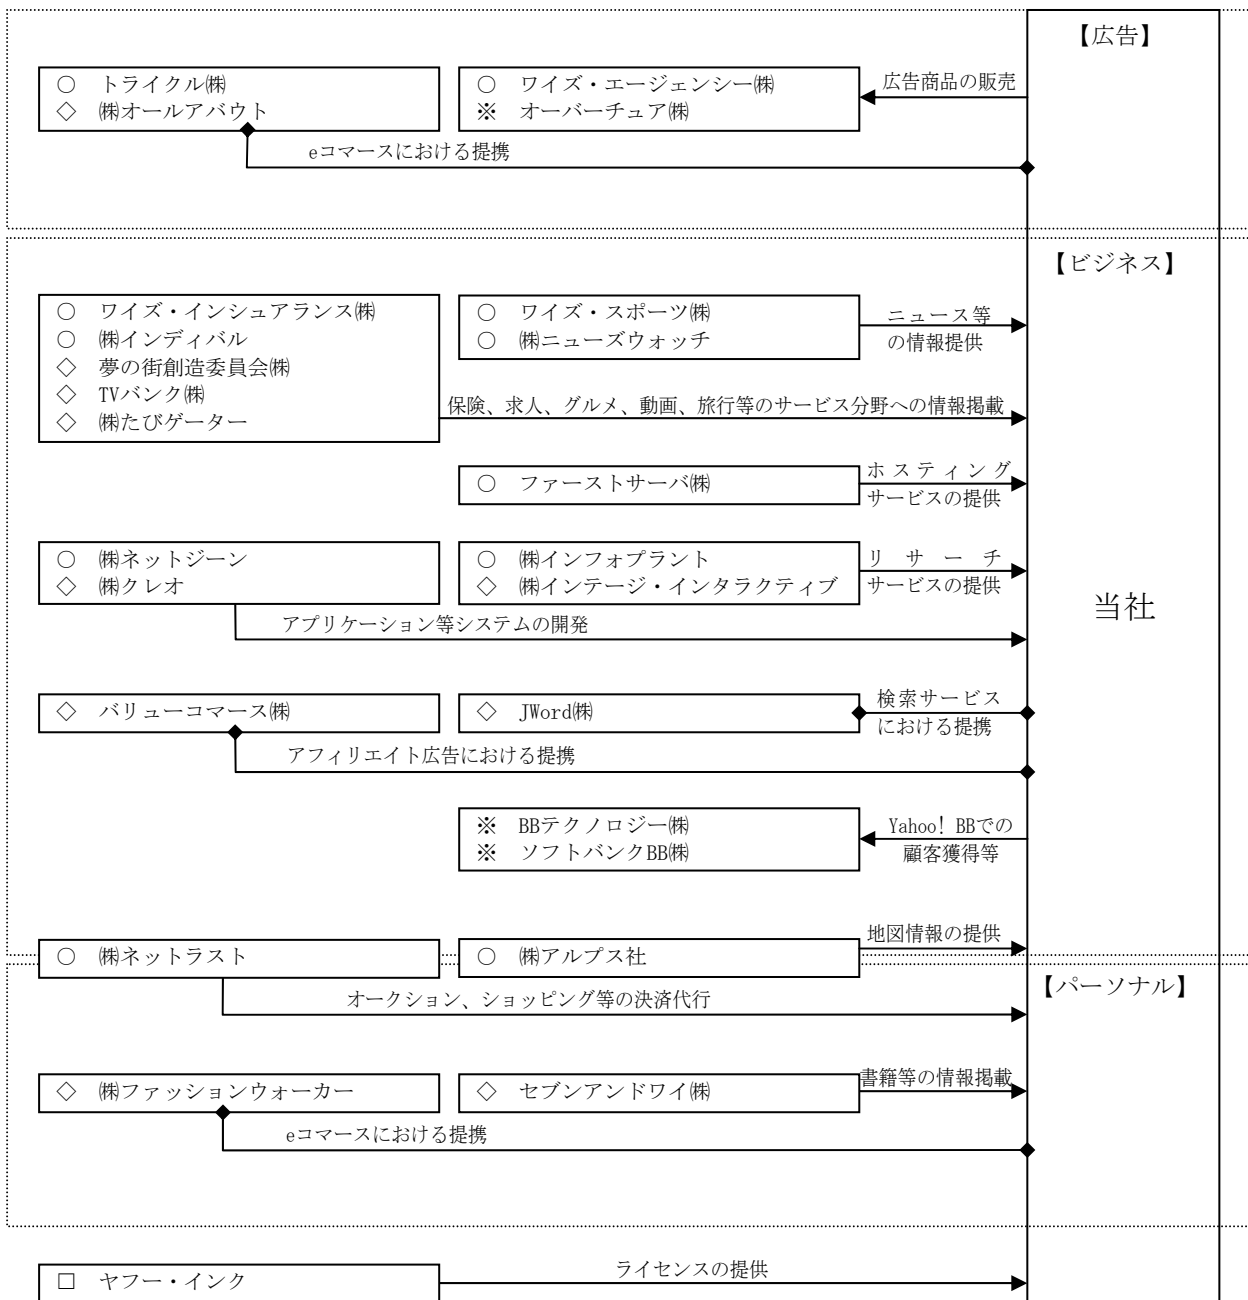 【広告】
○ トライクル㈱
◇ ㈱オールアバウト
○ ワイズ・エージェンシー㈱
※ オーバーチュア㈱
広告商品の販売
eコマースにおける提携
【ビジネス】
○ ワイズ・インシュアランス㈱
○ ㈱インディバル
◇ 夢の街創造委員会㈱
◇ TVバンク㈱
◇ ㈱たびゲーター
○ ワイズ・スポーツ㈱
○ ㈱ニューズウォッチ
ニュース等
の情報提供
保険、求人、グルメ、動画、旅行等のサービス分野への情報掲載
○ ファーストサーバ㈱
ホスティング
サービスの提供
○ ㈱ネットジーン
◇ ㈱クレオ
○ ㈱インフォプラント
◇ ㈱インテージ・インタラクティブ
リサーチ
サービスの提供
当社
アプリケーション等システムの開発
◇ バリューコマース㈱
◇ JWord㈱
検索サービス
における提携
アフィリエイト広告における提携
※ BBテクノロジー㈱
※ ソフトバンクBB㈱
Yahoo! BBでの
顧客獲得等
○ ㈱ネットラスト
○ ㈱アルプス社
地図情報の提供
【パーソナル】
オークション、ショッピング等の決済代行
◇ ㈱ファッションウォーカー
◇ セブンアンドワイ㈱
書籍等の情報掲載
eコマースにおける提携
□ ヤフー・インク
ライセンスの提供